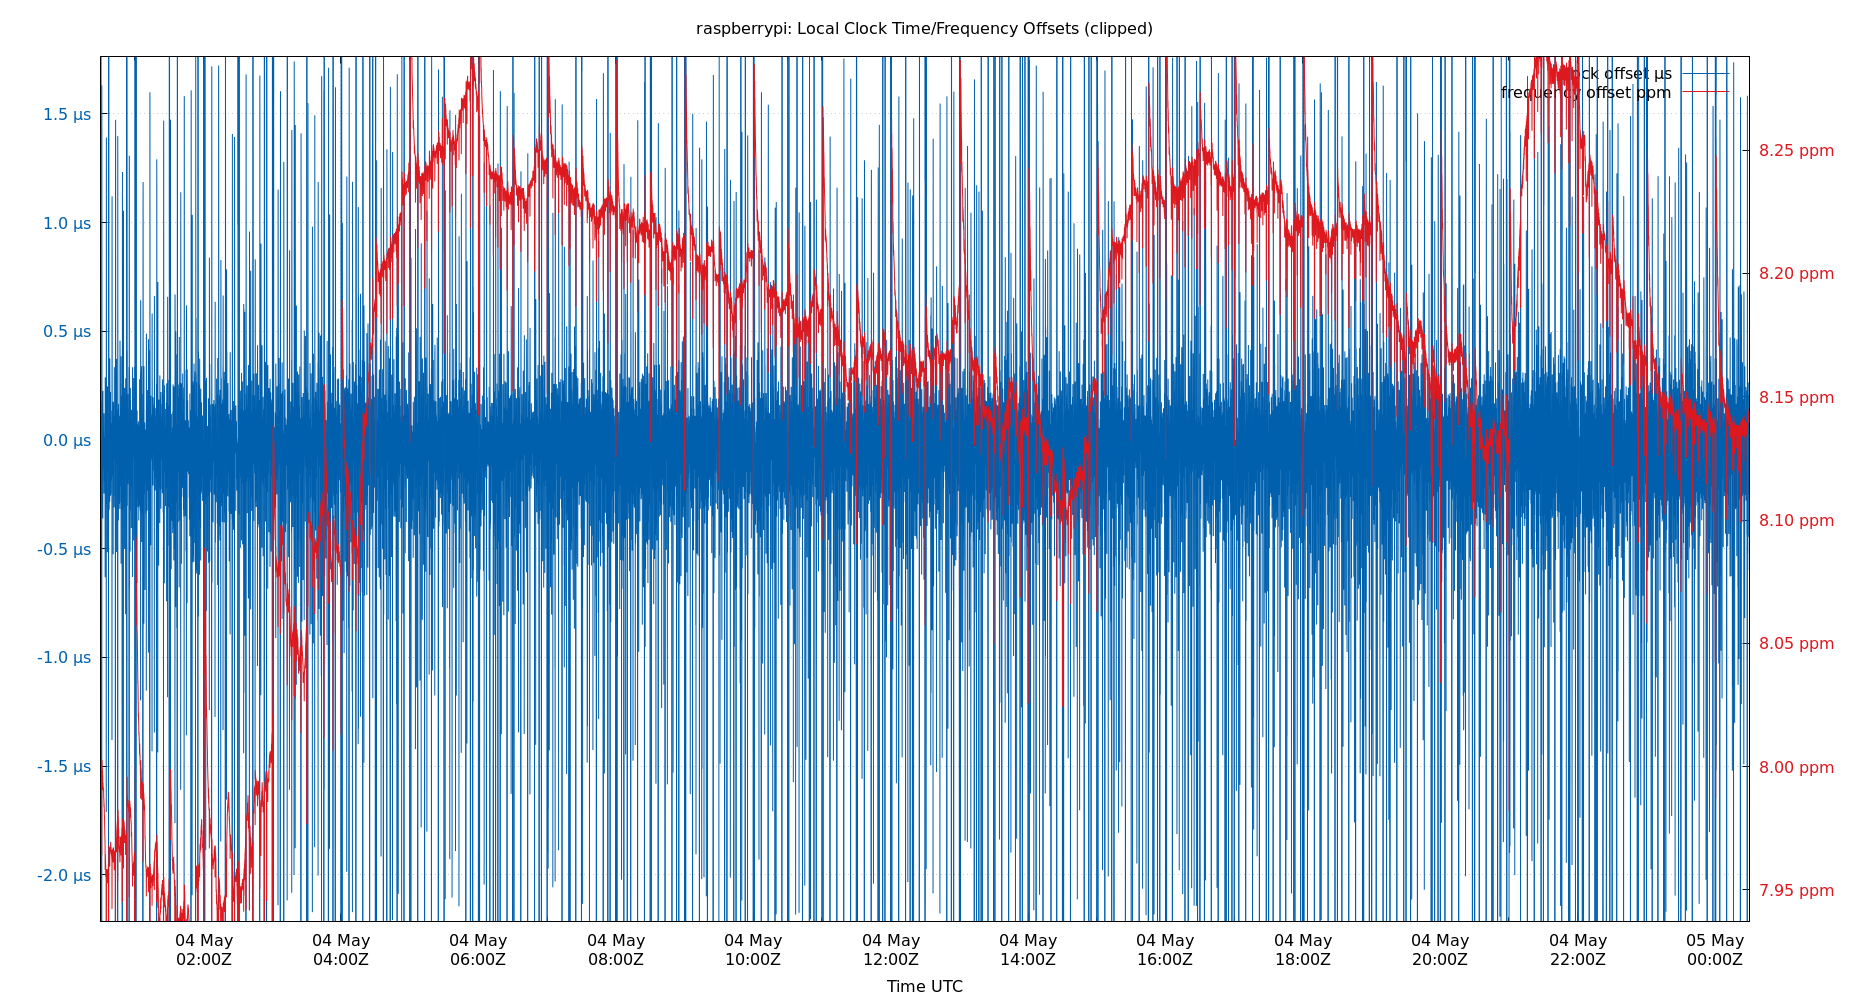 raspberrypi: Local Clock Time/Frequency Offsets (clipped)
ock offset µs
frequency offset ppm
1.5 µs
1.0 µs
0.5 µs
0.0 µs
-0.5 µs
-1.0 µs
-1.5 µs
-2.0 µs
8.25 ppm
8.20 ppm
8.15 ppm
8.10 ppm
8.05 ppm
8.00 ppm
7.95 ppm
04 May 04 May 04 May 04 May 04 May 04 May 04 May 04 May 04 May 04 May 04 May 05 May
02:00Z 04:00Z 06:00Z 08:00Z 10:00Z 12:00Z 14:00Z 16:00Z 18:00Z 20:00Z 22:00Z 00:00Z
Time UTC